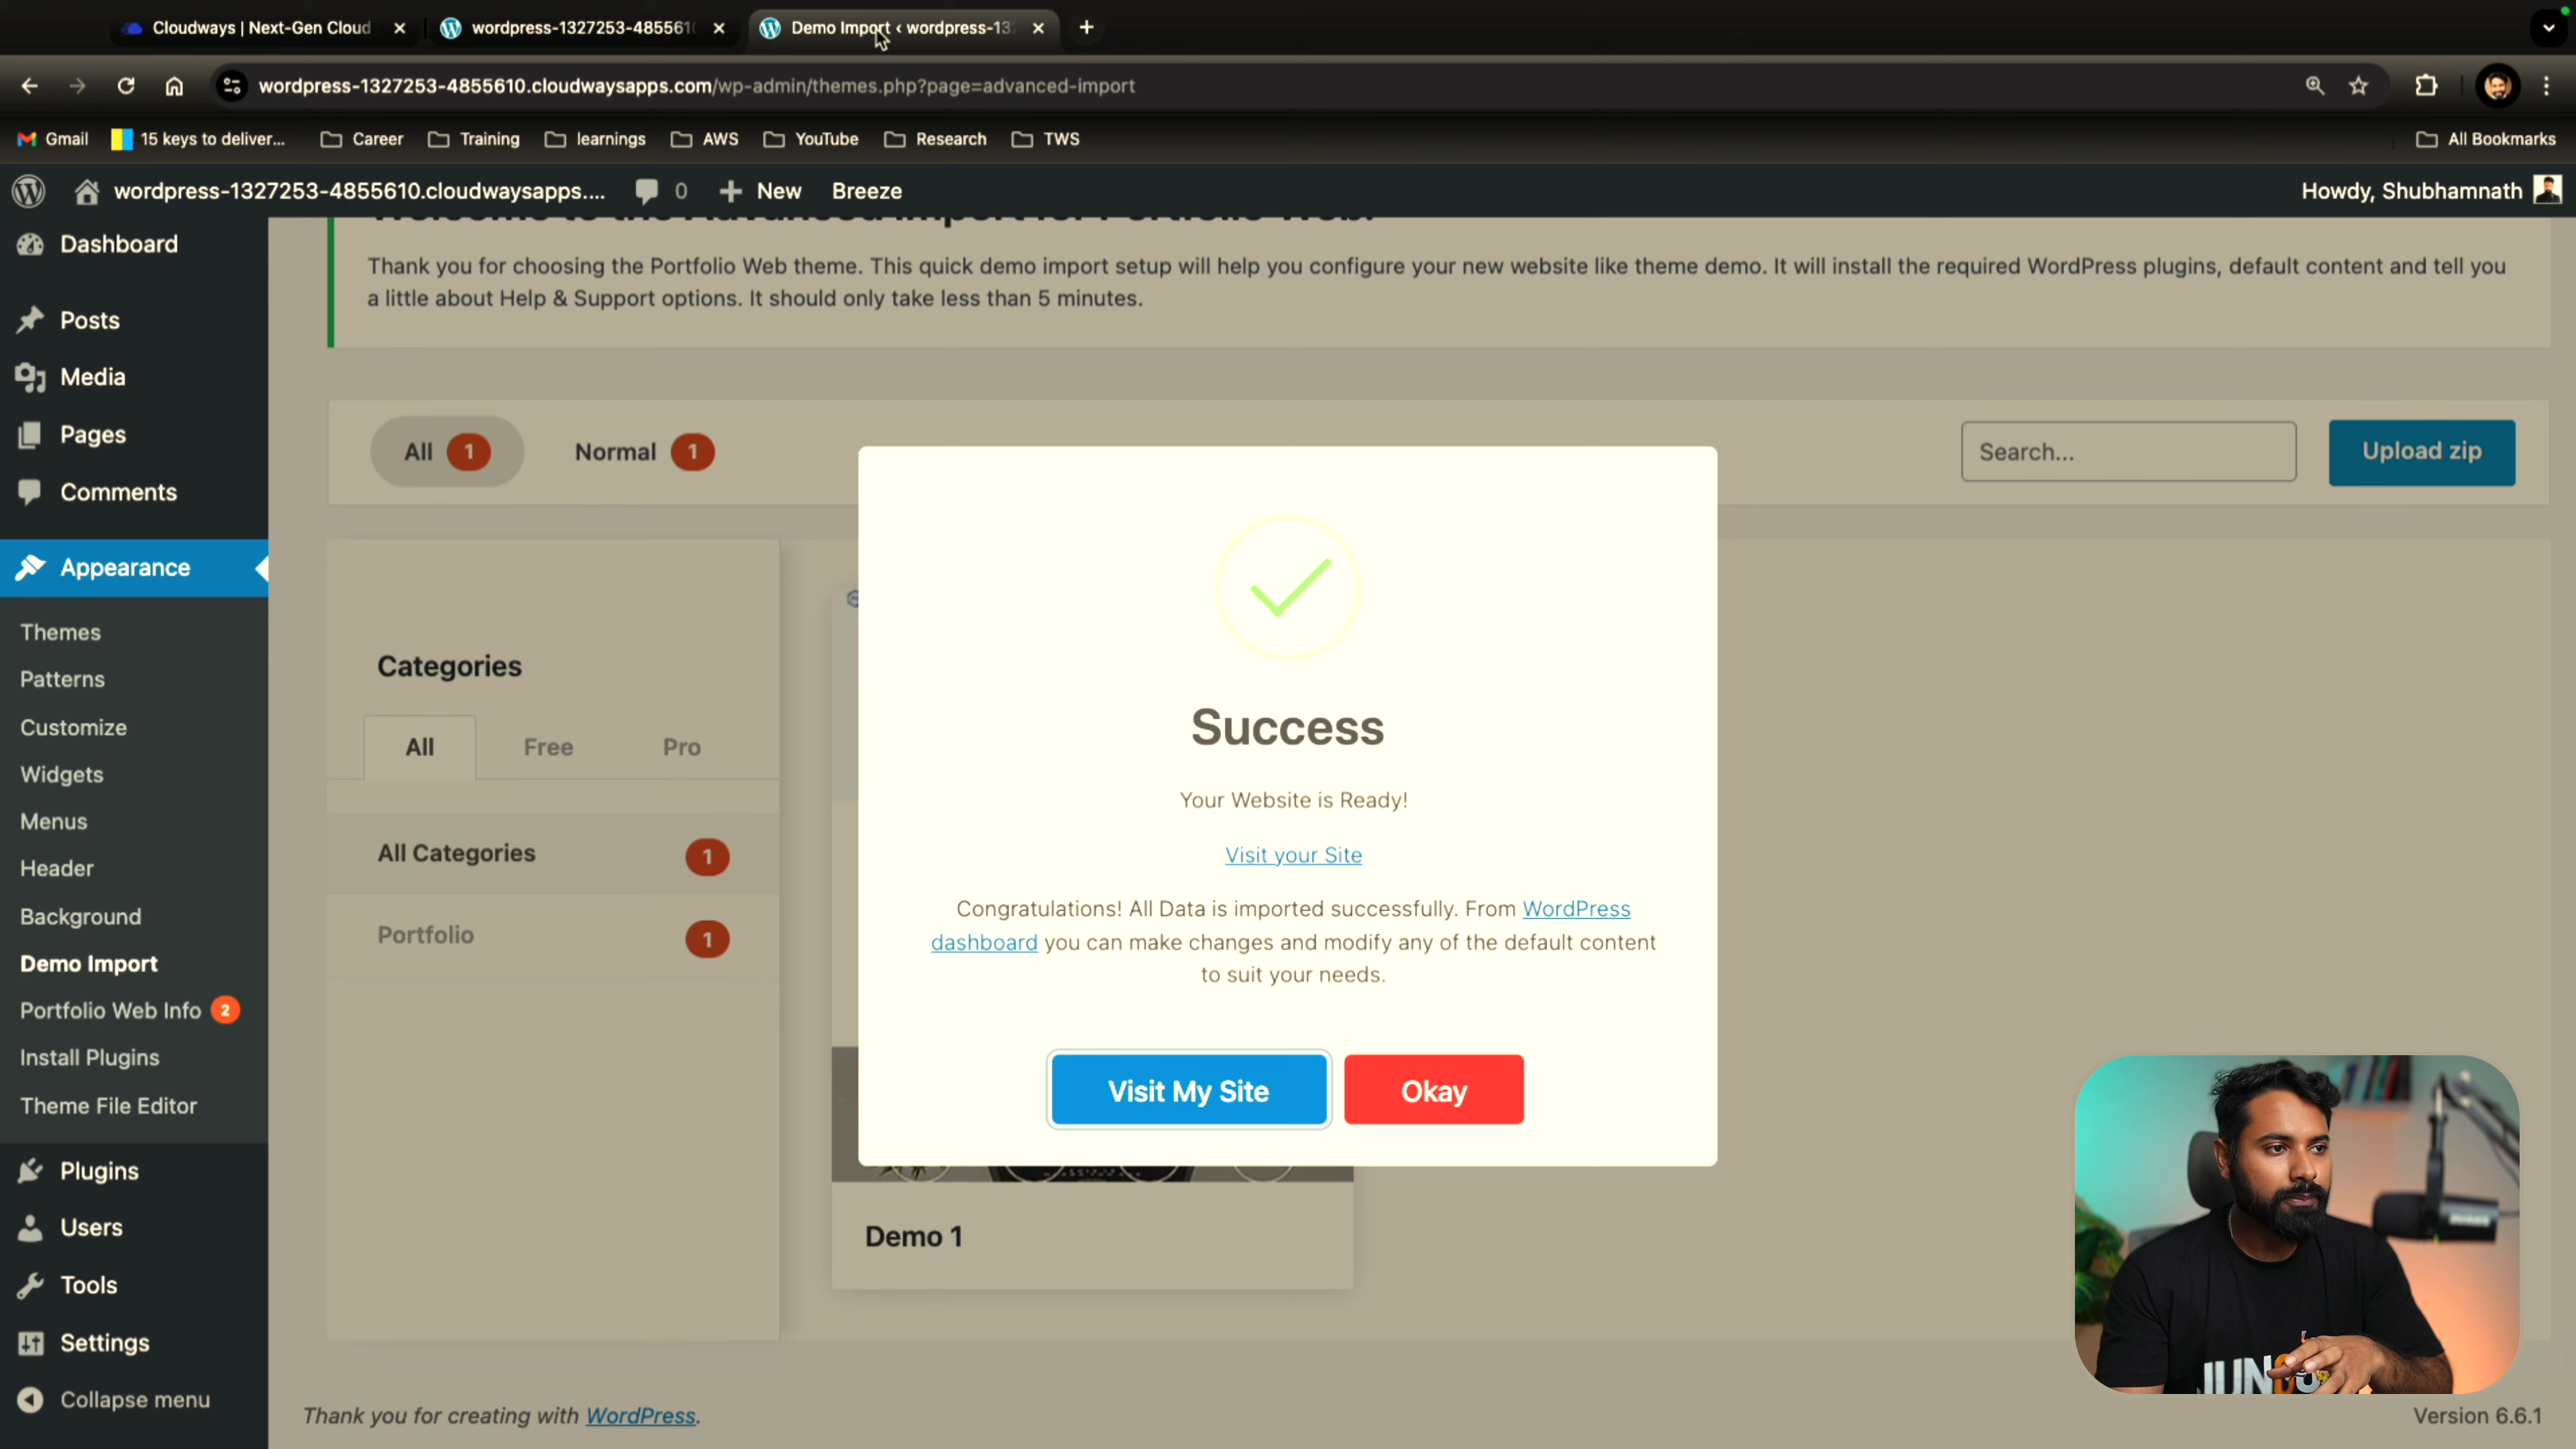 Cloudways | Next-Gen Cloud
wordpress-1327253-485561
Demo Import ‹ wordpress-13
wordpress-1327253-4855610.cloudwaysapps.com/wp-admin/themes.php?page=advanced-import
Gmail
15 keys to deliver...
Career
Training
learnings
AWS
YouTube
Research
TWS
All Bookmarks
wordpress-1327253-4855610.cloudwaysapps....
0
New
Breeze
Howdy, Shubhamnath
Dashboard
Posts
Media
Pages
Comments
Appearance
Themes
Patterns
Customize
Widgets
Menus
Header
Background
Demo Import
Portfolio Web Info 2
Install Plugins
Theme File Editor
Plugins
Users
Tools
Settings
Collapse menu
Welcome to the Advanced Import for Portfolio Web!
Thank you for choosing the Portfolio Web theme. This quick demo import setup will help you configure your new website like theme demo. It will install the required WordPress plugins, default content and tell you
a little about Help & Support options. It should only take less than 5 minutes.
All 1
Normal 1
Search...
Upload zip
Categories
All
Free
Pro
All Categories 1
Portfolio 1
Success
Your Website is Ready!
Visit your Site
Congratulations! All Data is imported successfully. From WordPress
dashboard you can make changes and modify any of the default content
to suit your needs.
Visit My Site
Okay
Demo 1
Thank you for creating with WordPress.
Version 6.6.1